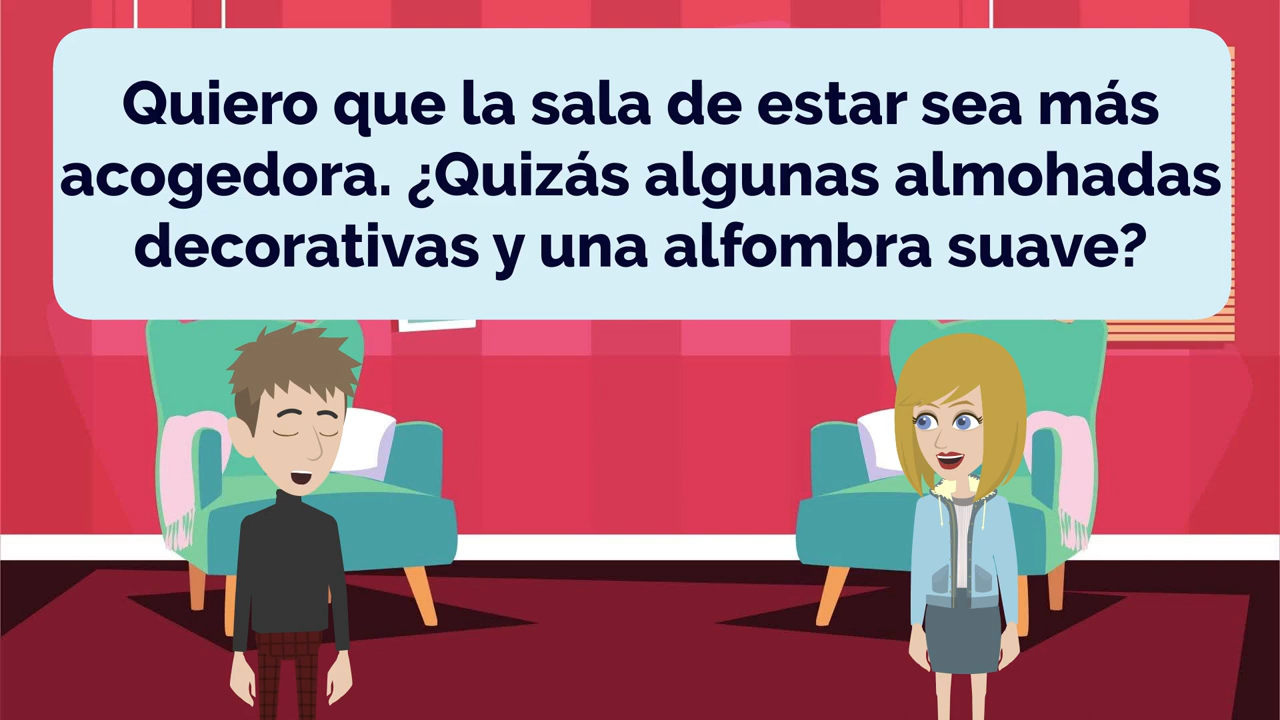 Quiero que la sala de estar sea más
acogedora. ¿Quizás algunas almohadas
decorativas y una alfombra suave?